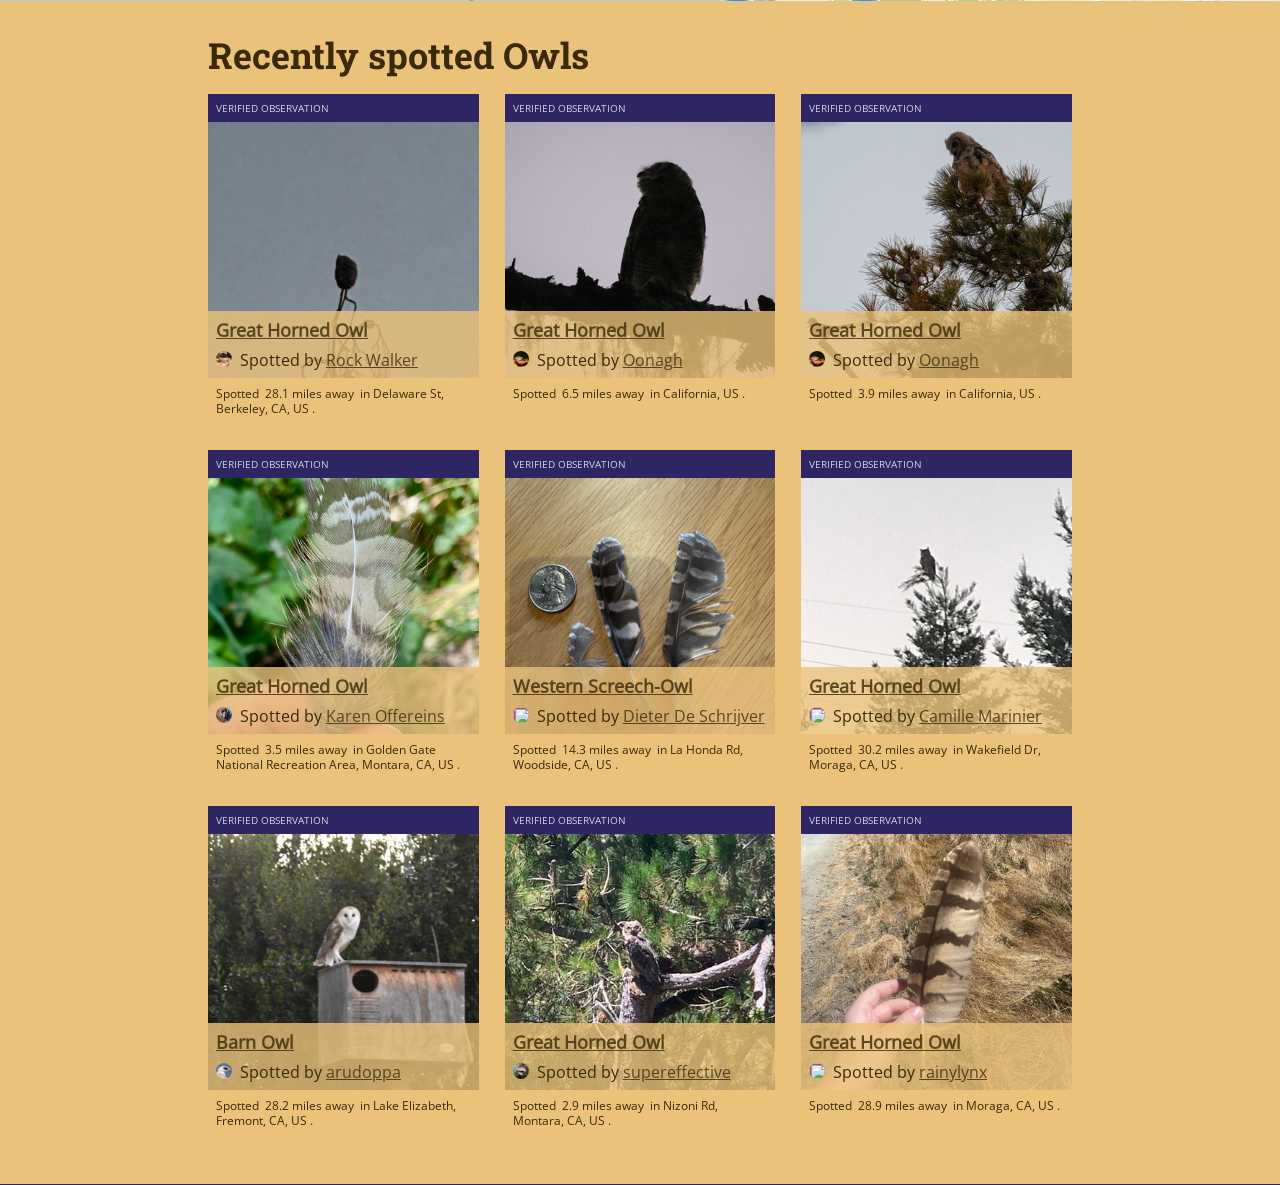 Recently spotted Owls
VERIFIED OBSERVATION
Great Horned Owl
Spotted by Rock Walker
Spotted 28.1 miles away in Delaware St,
Berkeley, CA, US .
VERIFIED OBSERVATION
Great Horned Owl
Spotted by Oonagh
Spotted 6.5 miles away in California, US .
VERIFIED OBSERVATION
Great Horned Owl
Spotted by Oonagh
Spotted 3.9 miles away in California, US .
VERIFIED OBSERVATION
Great Horned Owl
Spotted by Karen Offereins
Spotted 3.5 miles away in Golden Gate
National Recreation Area, Montara, CA, US .
VERIFIED OBSERVATION
Western Screech-Owl
Spotted by Dieter De Schrijver
Spotted 14.3 miles away in La Honda Rd,
Woodside, CA, US .
VERIFIED OBSERVATION
Great Horned Owl
Spotted by Camille Marinier
Spotted 30.2 miles away in Wakefield Dr,
Moraga, CA, US .
VERIFIED OBSERVATION
Barn Owl
Spotted by arudoppa
Spotted 28.2 miles away in Lake Elizabeth,
Fremont, CA, US .
VERIFIED OBSERVATION
Great Horned Owl
Spotted by supereffective
Spotted 2.9 miles away in Nizoni Rd,
Montara, CA, US .
VERIFIED OBSERVATION
Great Horned Owl
Spotted by rainylynx
Spotted 28.9 miles away in Moraga, CA, US .